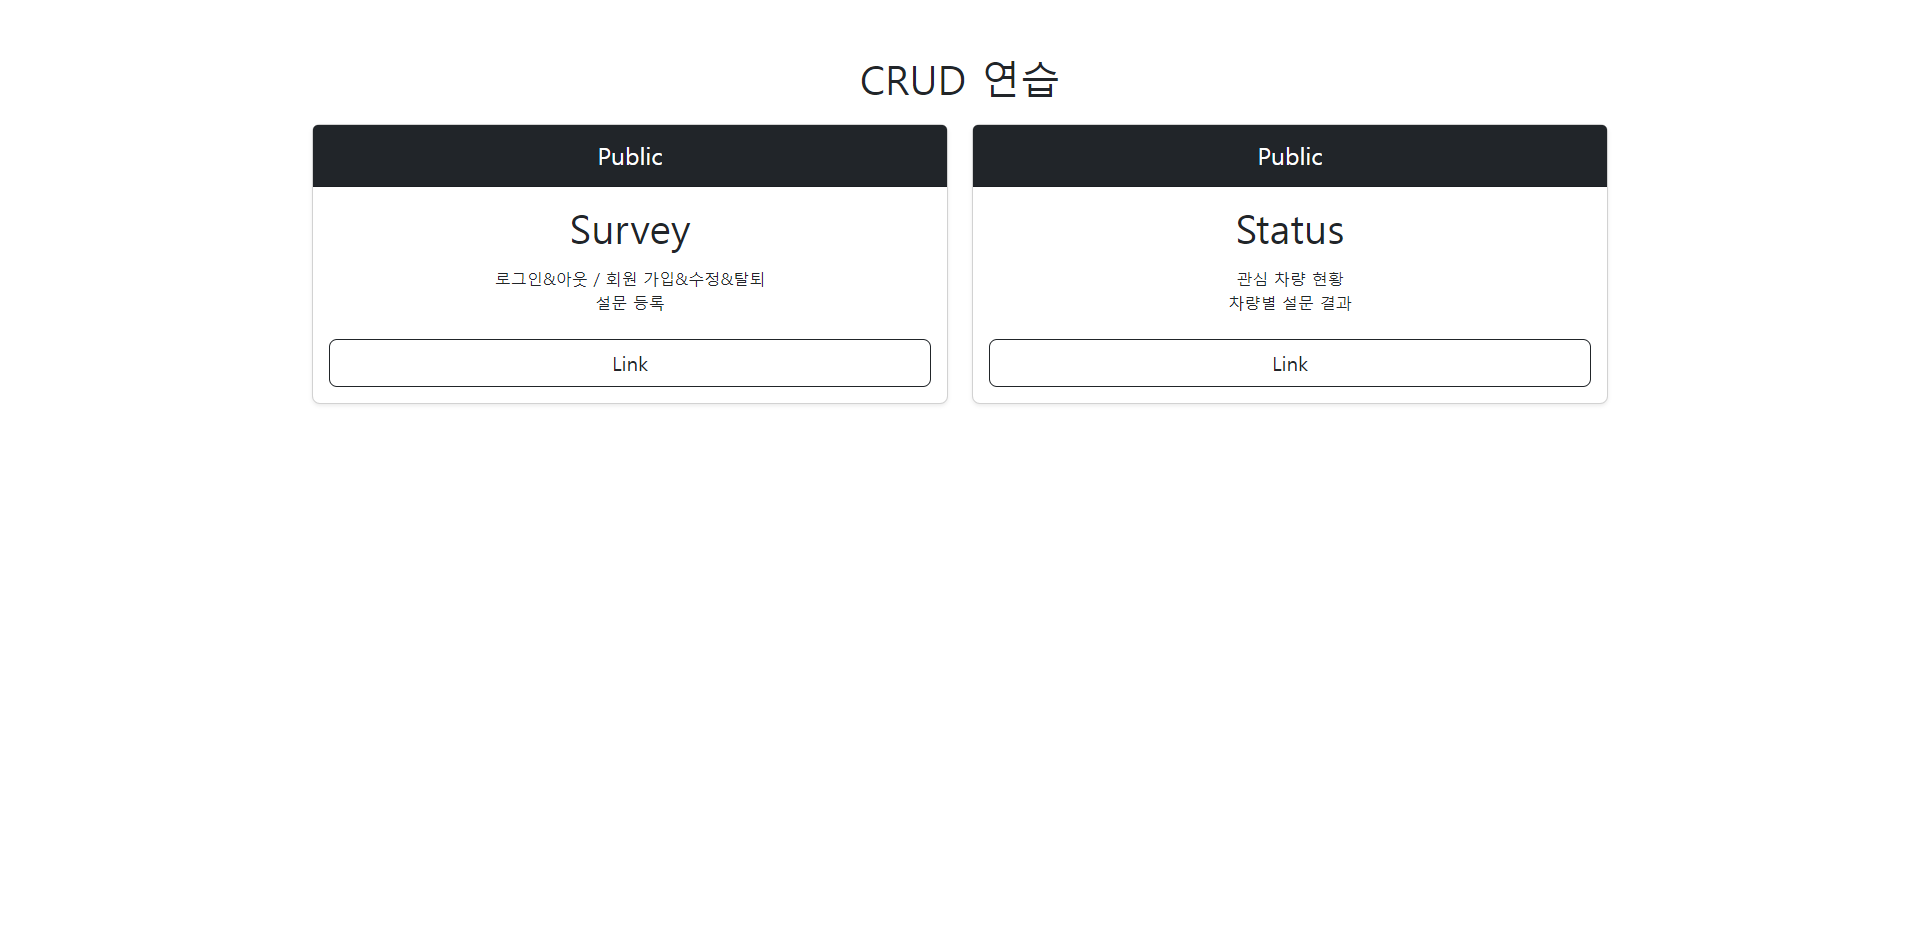 CRUD 연습
Public
Survey
로그인&아웃 / 회원 가입&수정&탈퇴
설문 등록
Link
Public
Status
관심 차량 현황
차량별 설문 결과
Link